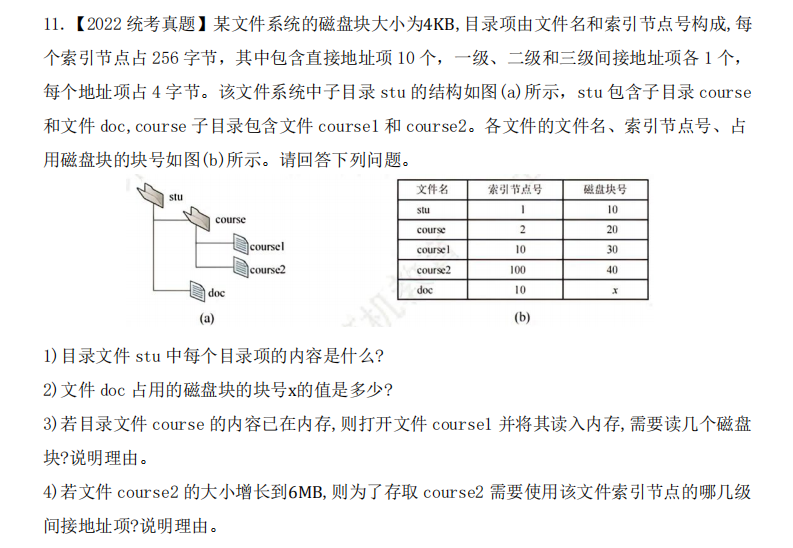 11.【2022 统考真题】某文件系统的磁盘块大小为4KB,目录项由文件名和索引节点号构成,每
个索引节点占 256 字节，其中包含直接地址项 10 个，一级、二级和三级间接地址项各 1 个，
每个地址项占 4 字节。该文件系统中子目录 stu 的结构如图(a)所示，stu 包含子目录 course
和文件 doc,course 子目录包含文件 course1 和 course2。各文件的文件名、索引节点号、占
用磁盘块的块号如图(b)所示。请回答下列问题。
stu
course
course1
course2
doc
(a)
文件名 索引节点号 磁盘块号
stu 1 10
course 2 20
course1 10 30
course2 100 40
doc 10 x
(b)
1)目录文件 stu 中每个目录项的内容是什么?
2)文件 doc 占用的磁盘块的块号x的值是多少?
3)若目录文件 course 的内容已在内存,则打开文件 course1 并将其读入内存,需要读几个磁盘
块?说明理由。
4)若文件 course2 的大小增长到6MB,则为了存取 course2 需要使用该文件索引节点的哪几级
间接地址项?说明理由。